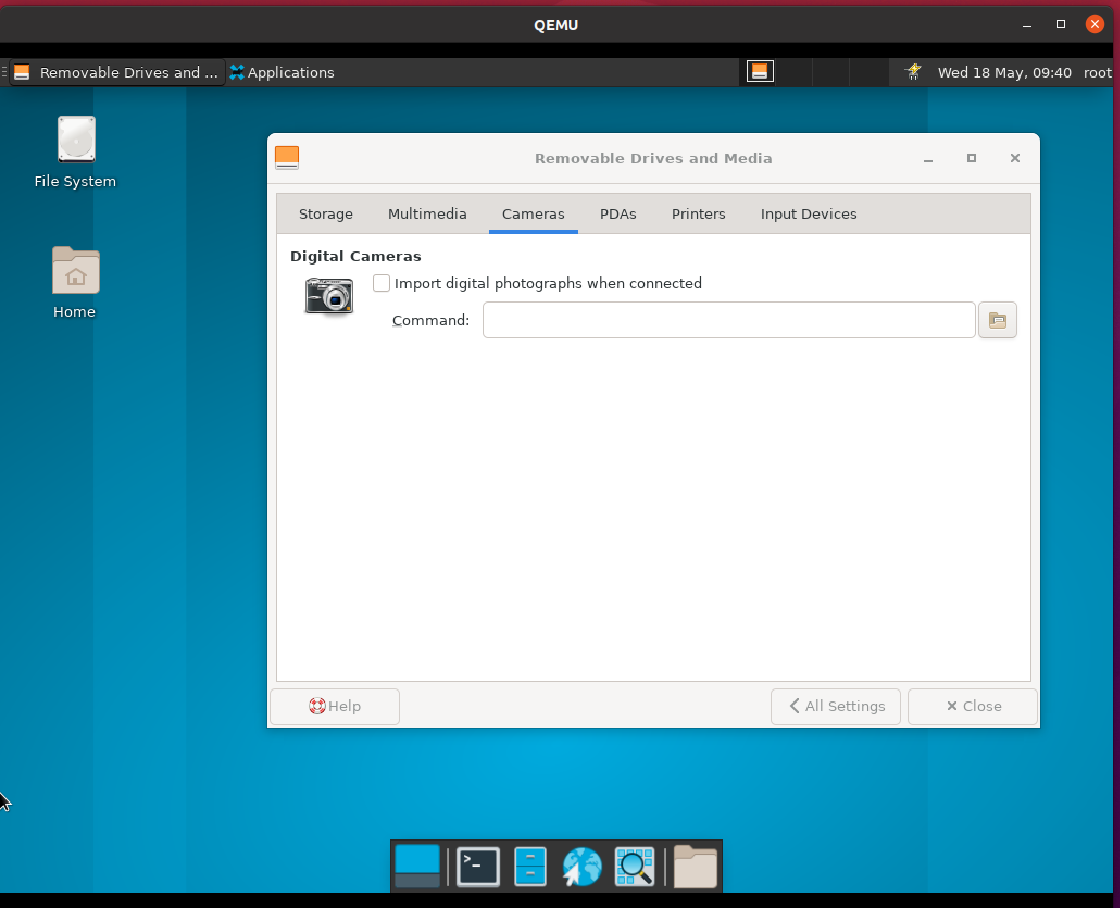 QEMU
Removable Drives and ...
Applications
Wed 18 May, 09:40
root
File System
Home
Removable Drives and Media
Storage
Multimedia
Cameras
PDAs
Printers
Input Devices
Digital Cameras
Import digital photographs when connected
Command:
Help
All Settings
Close
>_